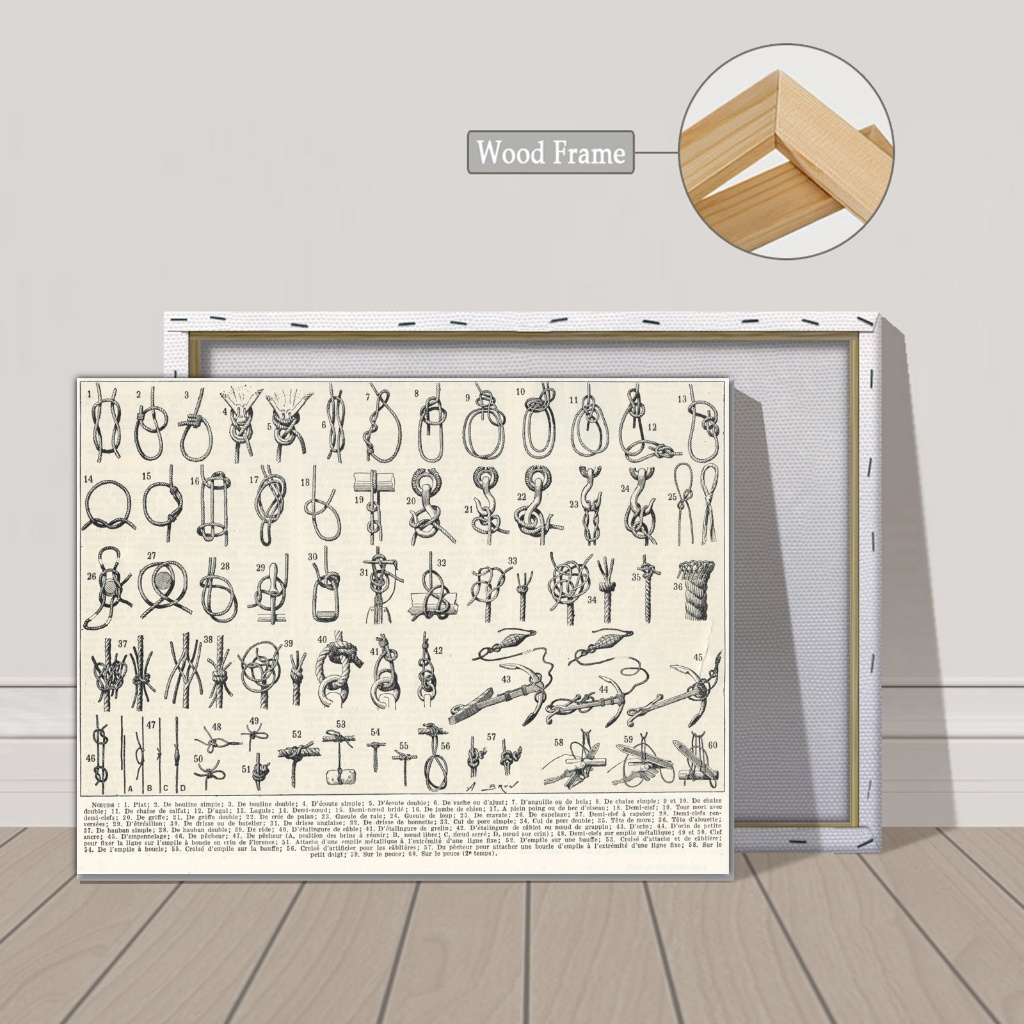 Wood Frame
1 2 3 4 5 6 7 8 9 10 11 12 13
14 15 16 17 18 19 20 21 22 23 24 25
26 27 28 29 30 31 32 33 34 35 36
37 38 39 40 41 42 43 44 45
46 47 A B C D 48 49 50 51 52 53 54 55 56 57 58 59 60
A. BRUN
NŒUDS : 1. Plat; 2. De bouline simple; 3. De bouline double; 4. D'écoute simple; 5. D'écoute double; 6. De vache ou d'ajust; 7. D'anguille ou de bois; 8. De chaise simple; 9 et 10. De chaise
double; 11. De chaise de calfat; 12. D'agui; 13. Laguis; 14. Demi-nœud; 15. Demi-nœud bridé; 16. De jambe de chien; 17. A plein poing ou de bec d'oiseau; 18. Demi-clef; 19. Tour mort avec
demi-clefs; 20. De griffe; 21. De griffe double; 22. De croc de palan; 23. Gueule de raie; 24. Gueule de loup; 25. De cravate; 26. De capelage; 27. Demi-clef à capeler; 28. Demi-clefs ren-
versées; 29. D'étrésillon; 30. De drisse ou batelier; 31. De drisse anglaise; 32. De drisse de bonnette; 33. Cul de porc simple; 34. Cul de porc double; 35. Tête de more; 36. Tête d'alouette;
37. De hauban simple; 38. De hauban double; 39. De ride; 40. D'étalingure de câble; 41. D'étalingure de grelin; 42. D'étalingure de câblot ou nœud de grappin; 43. D'orin; 44. D'orin de petite
ancre; 45. D'empennelage; 46. De pêcheur; 47. De pêcheur (A, position des brins à réunir; B, nœud libre; C, nœud serré; D, nœud sur crin); 48. Demi-clefs sur empile métallique; 49 et 50. Clef
pour fixer la ligne sur l'empile à boucle en crin de Florence; 51. Attache d'une empile métallique à l'extrémité d'une ligne fixe; 52. D'empile sur une bauffe; 53. Croisé d'attache et de câblière;
54. De l'empile à boucle; 55. Croisé d'empile sur la bauffe; 56. Croisé d'artificier pour les câblières; 57. Du pêcheur pour attacher une boucle d'empile à l'extrémité d'une ligne fixe; 58. Sur le
petit doigt; 59. Sur le pouce; 60. Sur le pouce (2e temps).